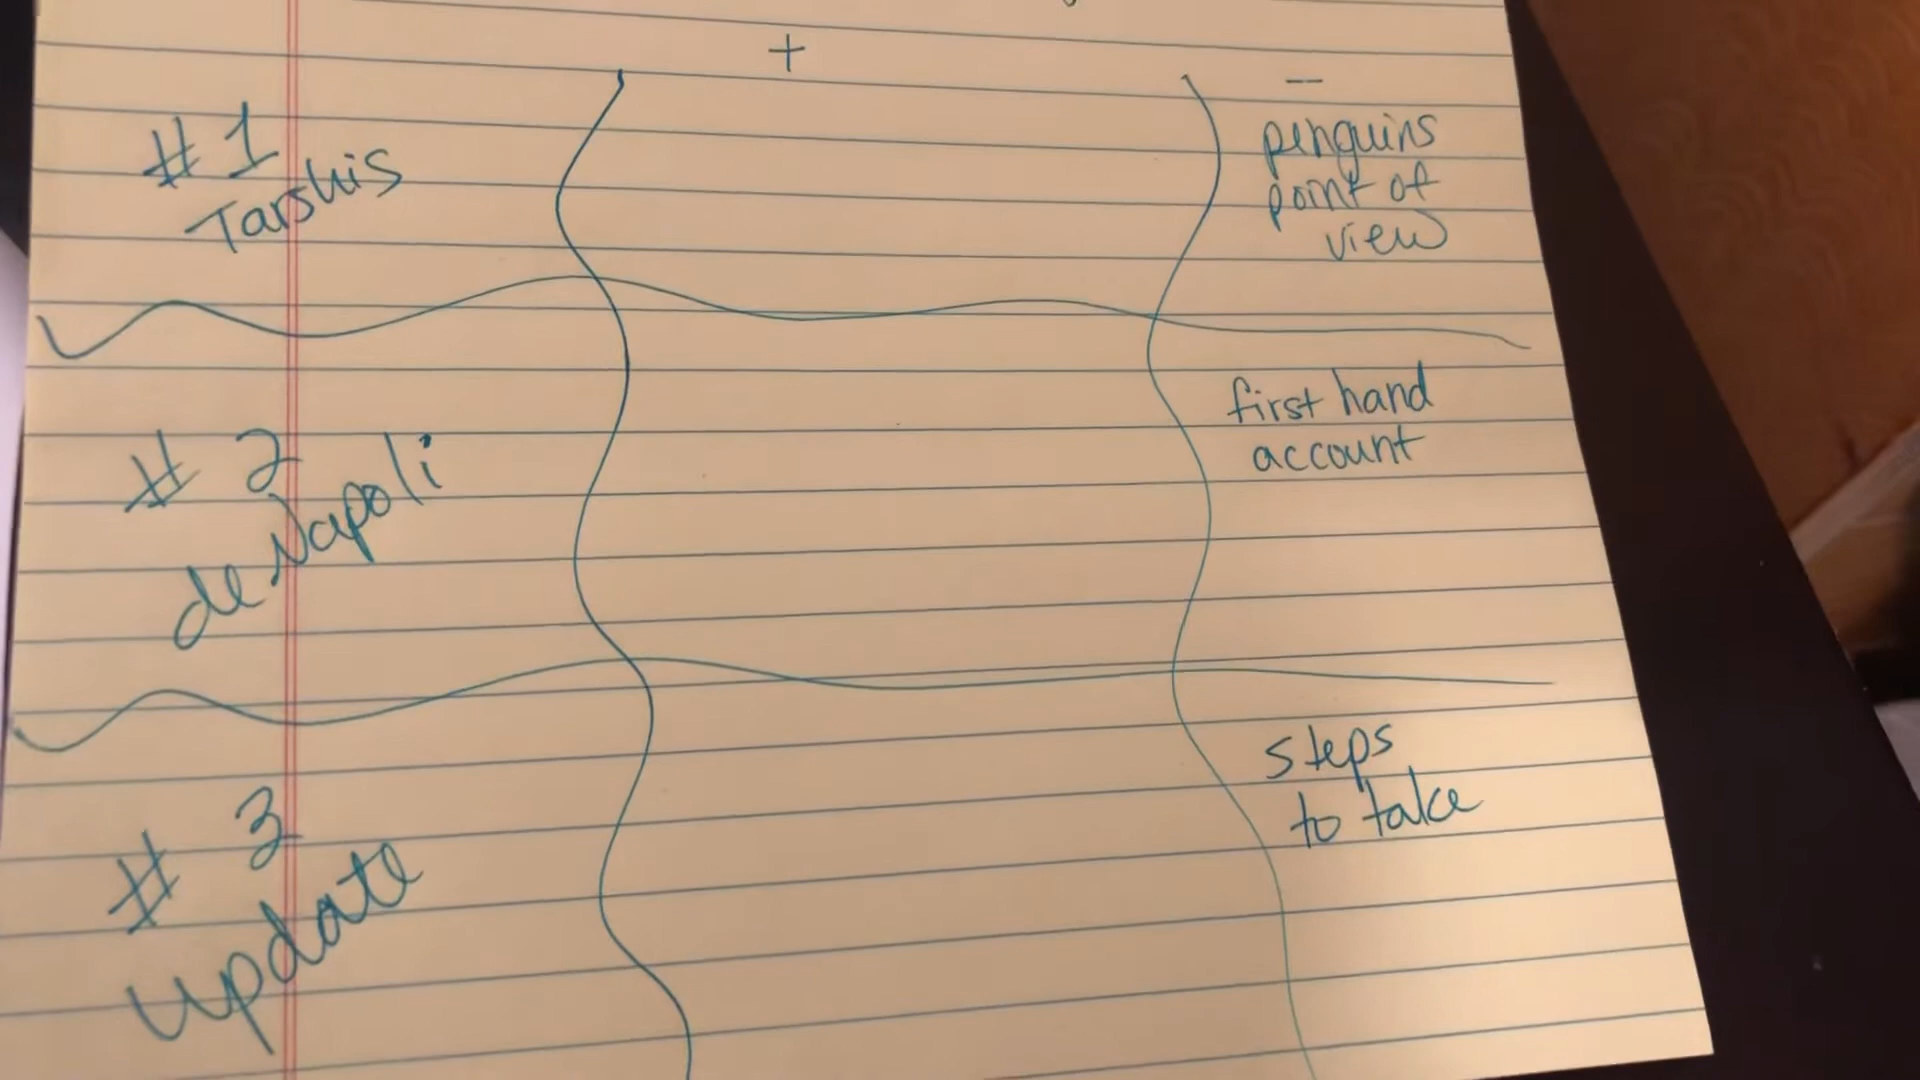 +
-
#1
Tarshis
penguins
point of
view
# 2
deNapoli
first hand
account
# 3
update
steps
to take